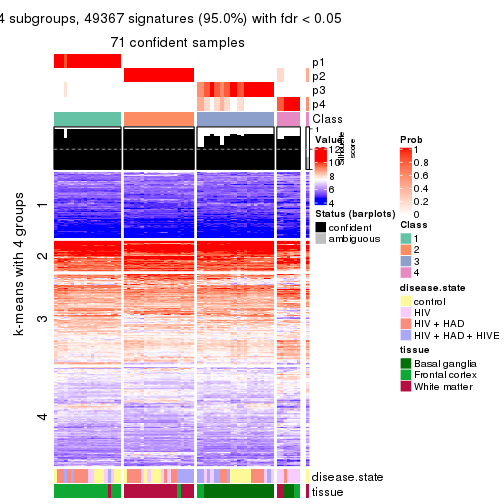 4 subgroups, 49367 signatures (95.0%) with fdr < 0.05
71 confident samples
p1
p2
p3
p4
Class
1
silhouette
score
k-means with 4 groups
1
2
3
4
disease.state
tissue
Value
12
10
8
6
4
Status (barplots)
confident
ambiguous
Prob
1
0.8
0.6
0.4
0.2
0
Class
1
2
3
4
disease.state
control
HIV
HIV + HAD
HIV + HAD + HIVE
tissue
Basal ganglia
Frontal cortex
White matter